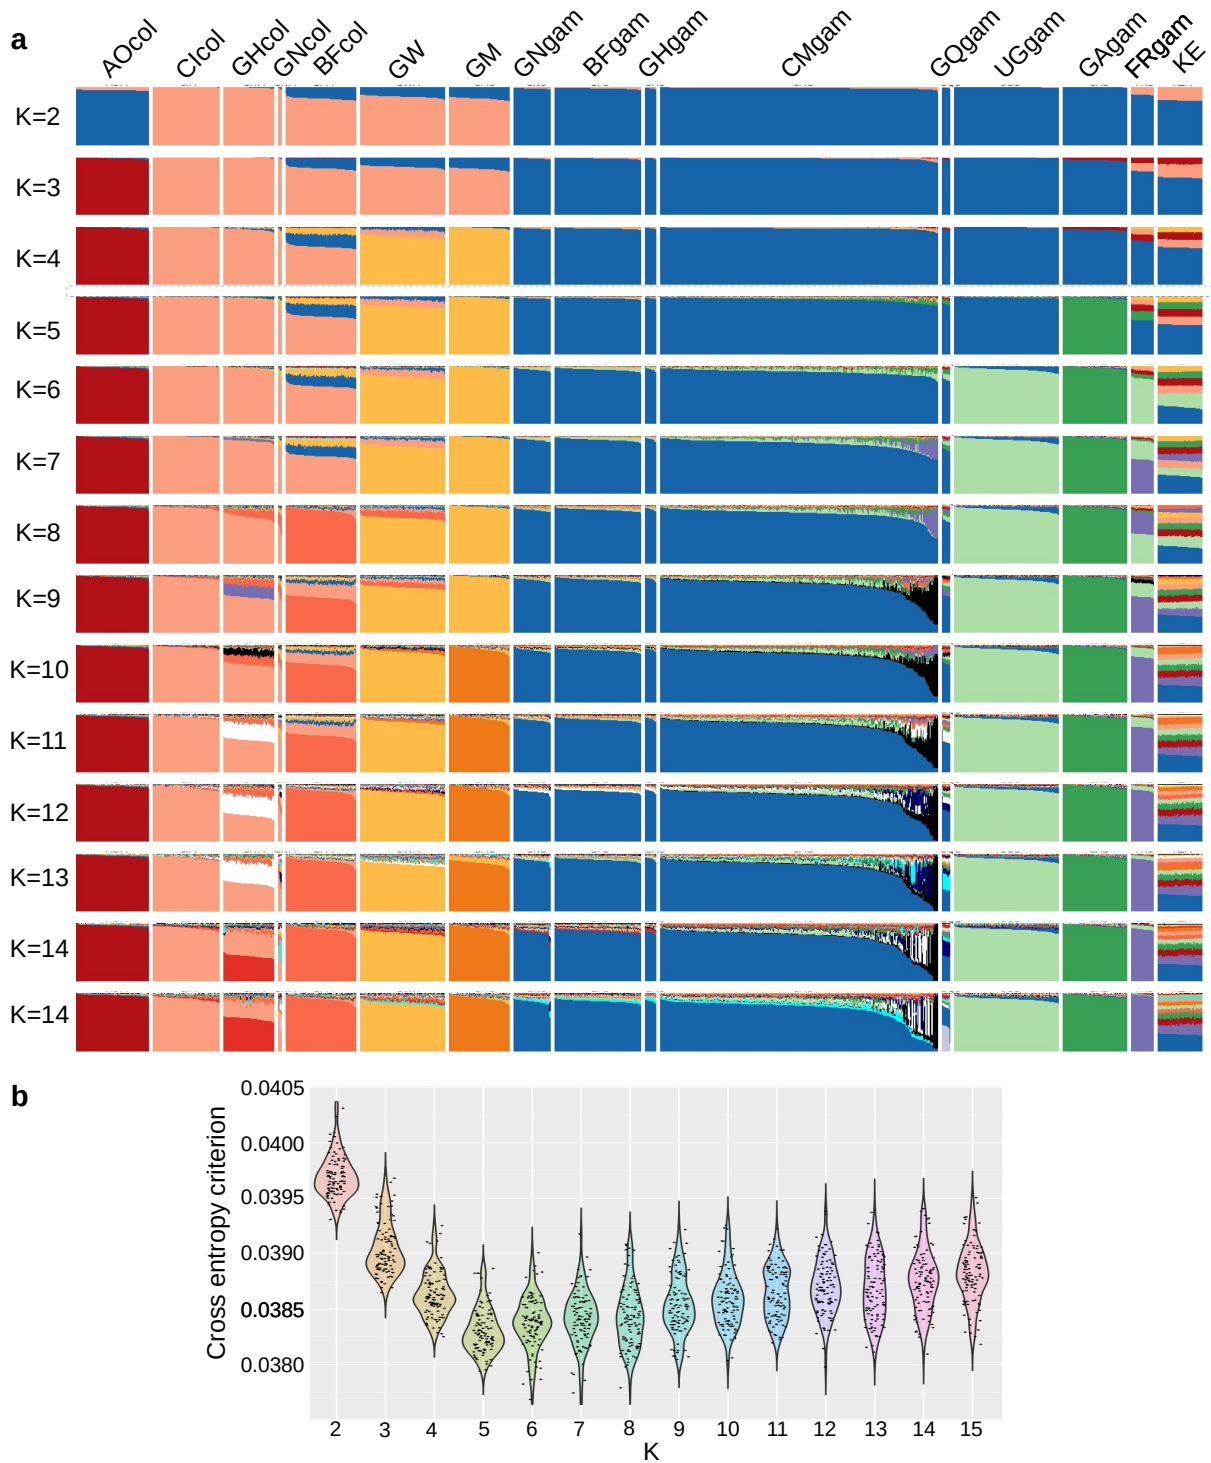 a
AOcol CIcol GHcol GNcol BFcol GW GM GNgam BFgam GHgam CMgam GQgam UGgam GAgam FRgam KE
K=2
K=3
K=4
K=5
K=6
K=7
K=8
K=9
K=10
K=11
K=12
K=13
K=14
K=14
b
Cross entropy criterion
0.0405
0.0400
0.0395
0.0390
0.0385
0.0380
2 3 4 5 6 7 8 9 10 11 12 13 14 15
K